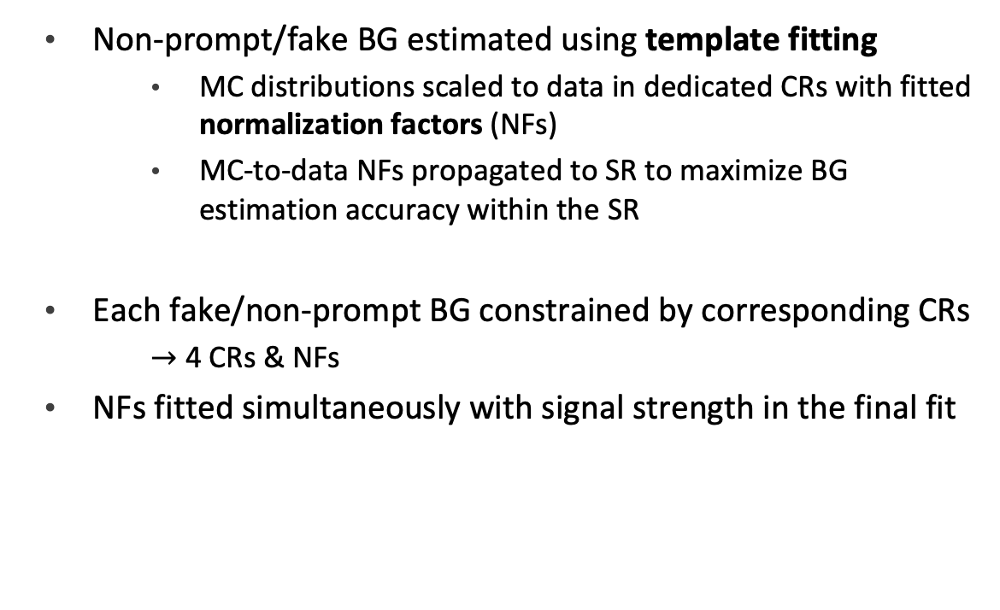 • Non-prompt/fake BG estimated using template fitting
• MC distributions scaled to data in dedicated CRs with fitted
normalization factors (NFs)
• MC-to-data NFs propagated to SR to maximize BG
estimation accuracy within the SR
• Each fake/non-prompt BG constrained by corresponding CRs
→ 4 CRs & NFs
• NFs fitted simultaneously with signal strength in the final fit